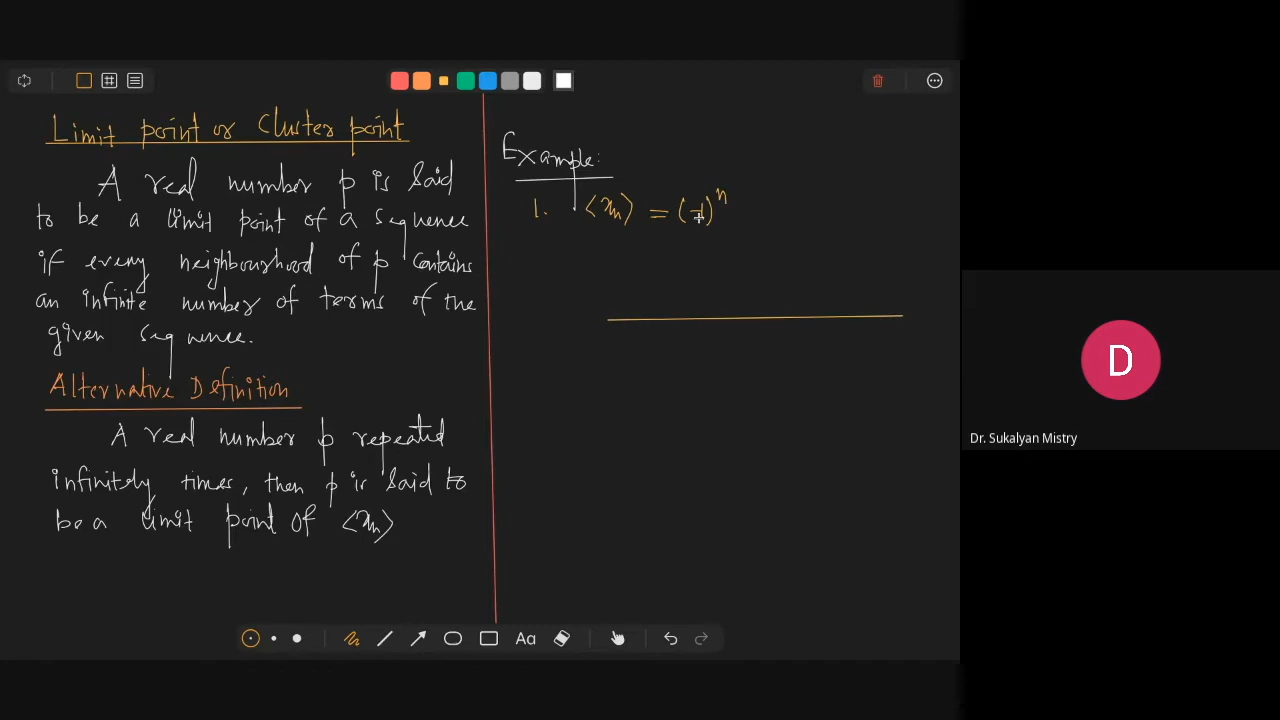 Limit point or Cluster point
A real number p is said
to be a limit point of a sequence
if every neighbourhood of p contains
an infinite number of terms of the
given sequence.
Alternative Definition
A real number p repeated
infinitely times, then p is said to
be a limit point of ⟨xₙ⟩
Example:
1. ⟨xₙ⟩ = (-1)ⁿ
Aa
D
Dr. Sukalyan Mistry